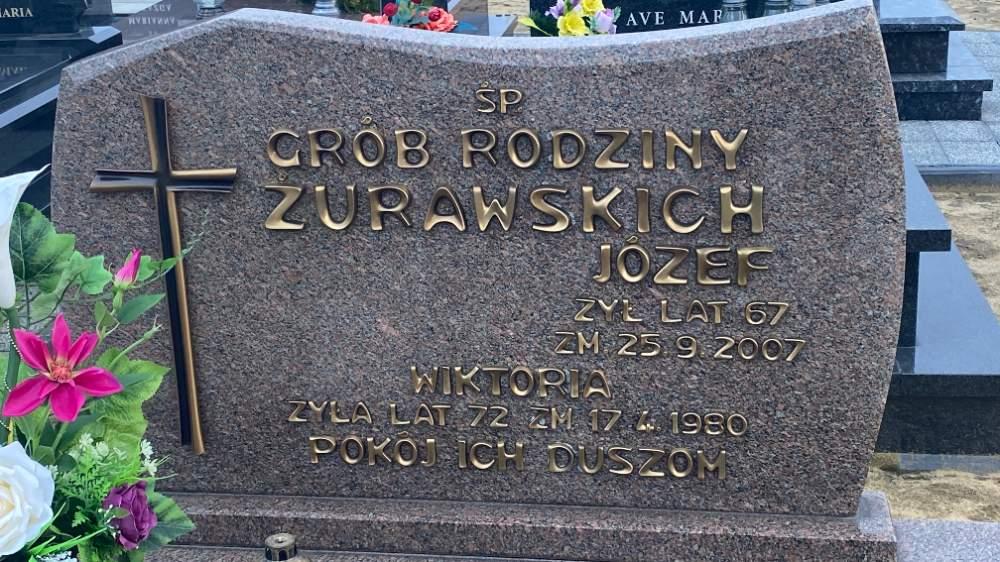 ARIA
AVE MAR
ŚP
GRÓB RODZINY
ŻURAWSKICH
JÓZEF
ŻYŁ LAT 67
ZM. 25.9.2007
WIKTORIA
ŻYŁA LAT 72 ZM 17.4.1980
POKÓJ ICH DUSZOM